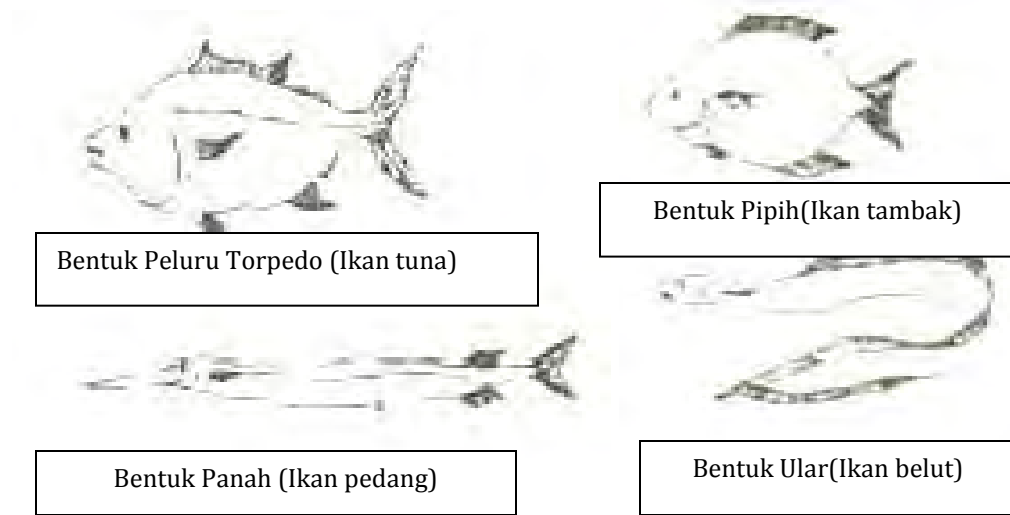 Bentuk Peluru Torpedo (Ikan tuna)
Bentuk Pipih(Ikan tambak)
Bentuk Panah (Ikan pedang)
Bentuk Ular(Ikan belut)